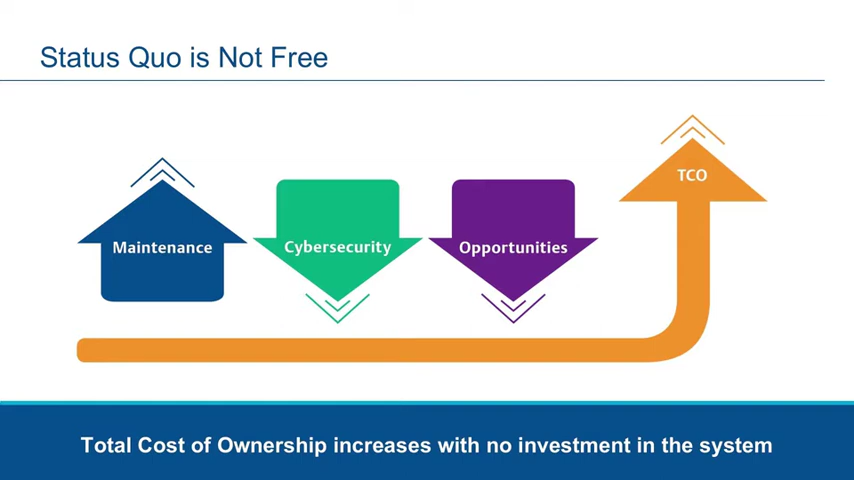 Status Quo is Not Free
TCO
Maintenance
Cybersecurity
Opportunities
Total Cost of Ownership increases with no investment in the system